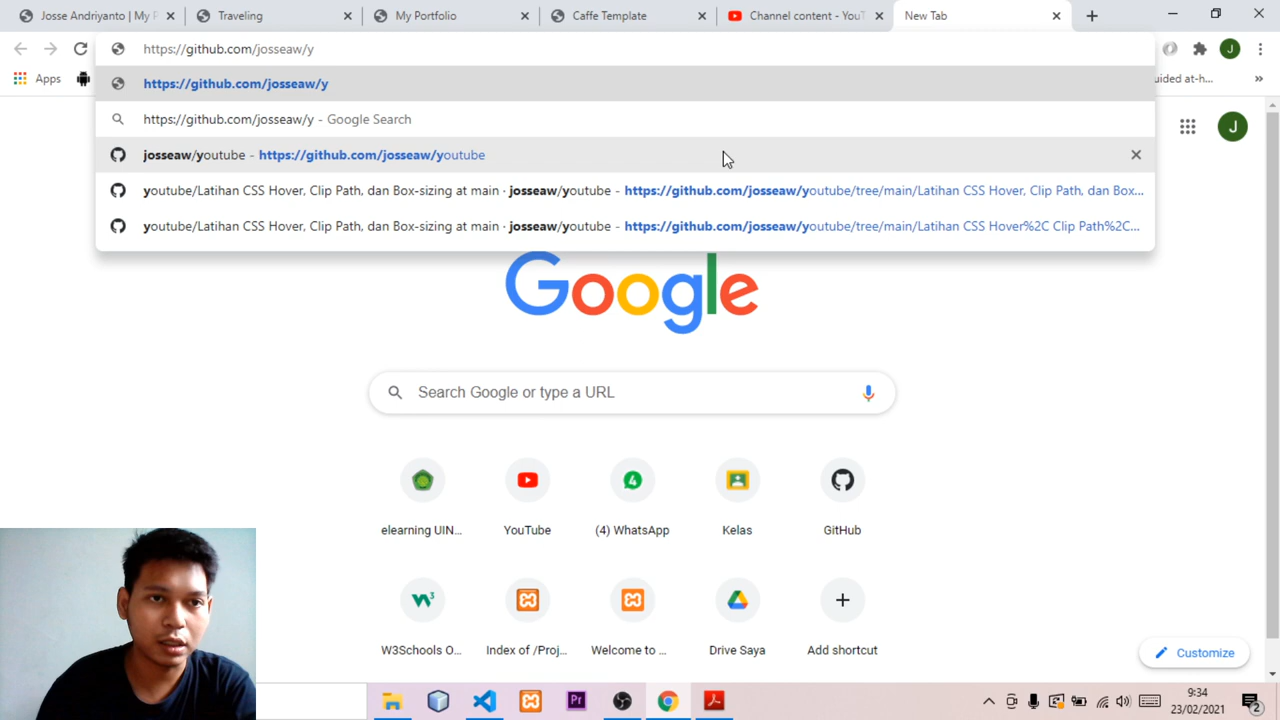 Josse Andriyanto | My P
Traveling
My Portfolio
Caffe Template
Channel content - YouT
New Tab
https://github.com/josseaw/y
Apps
uided at-h...
https://github.com/josseaw/y
https://github.com/josseaw/y - Google Search
josseaw/youtube - https://github.com/josseaw/youtube
youtube/Latihan CSS Hover, Clip Path, dan Box-sizing at main · josseaw/youtube - https://github.com/josseaw/youtube/tree/main/Latihan CSS Hover, Clip Path, dan Box...
youtube/Latihan CSS Hover, Clip Path, dan Box-sizing at main · josseaw/youtube - https://github.com/josseaw/youtube/tree/main/Latihan CSS Hover%2C Clip Path%2C...
J
J
Google
Search Google or type a URL
elearning UIN...
YouTube
4
(4) WhatsApp
Kelas
GitHub
W3Schools O...
Index of /Proj...
Welcome to ...
Drive Saya
Add shortcut
Customize
Pr
9:34
23/02/2021
2